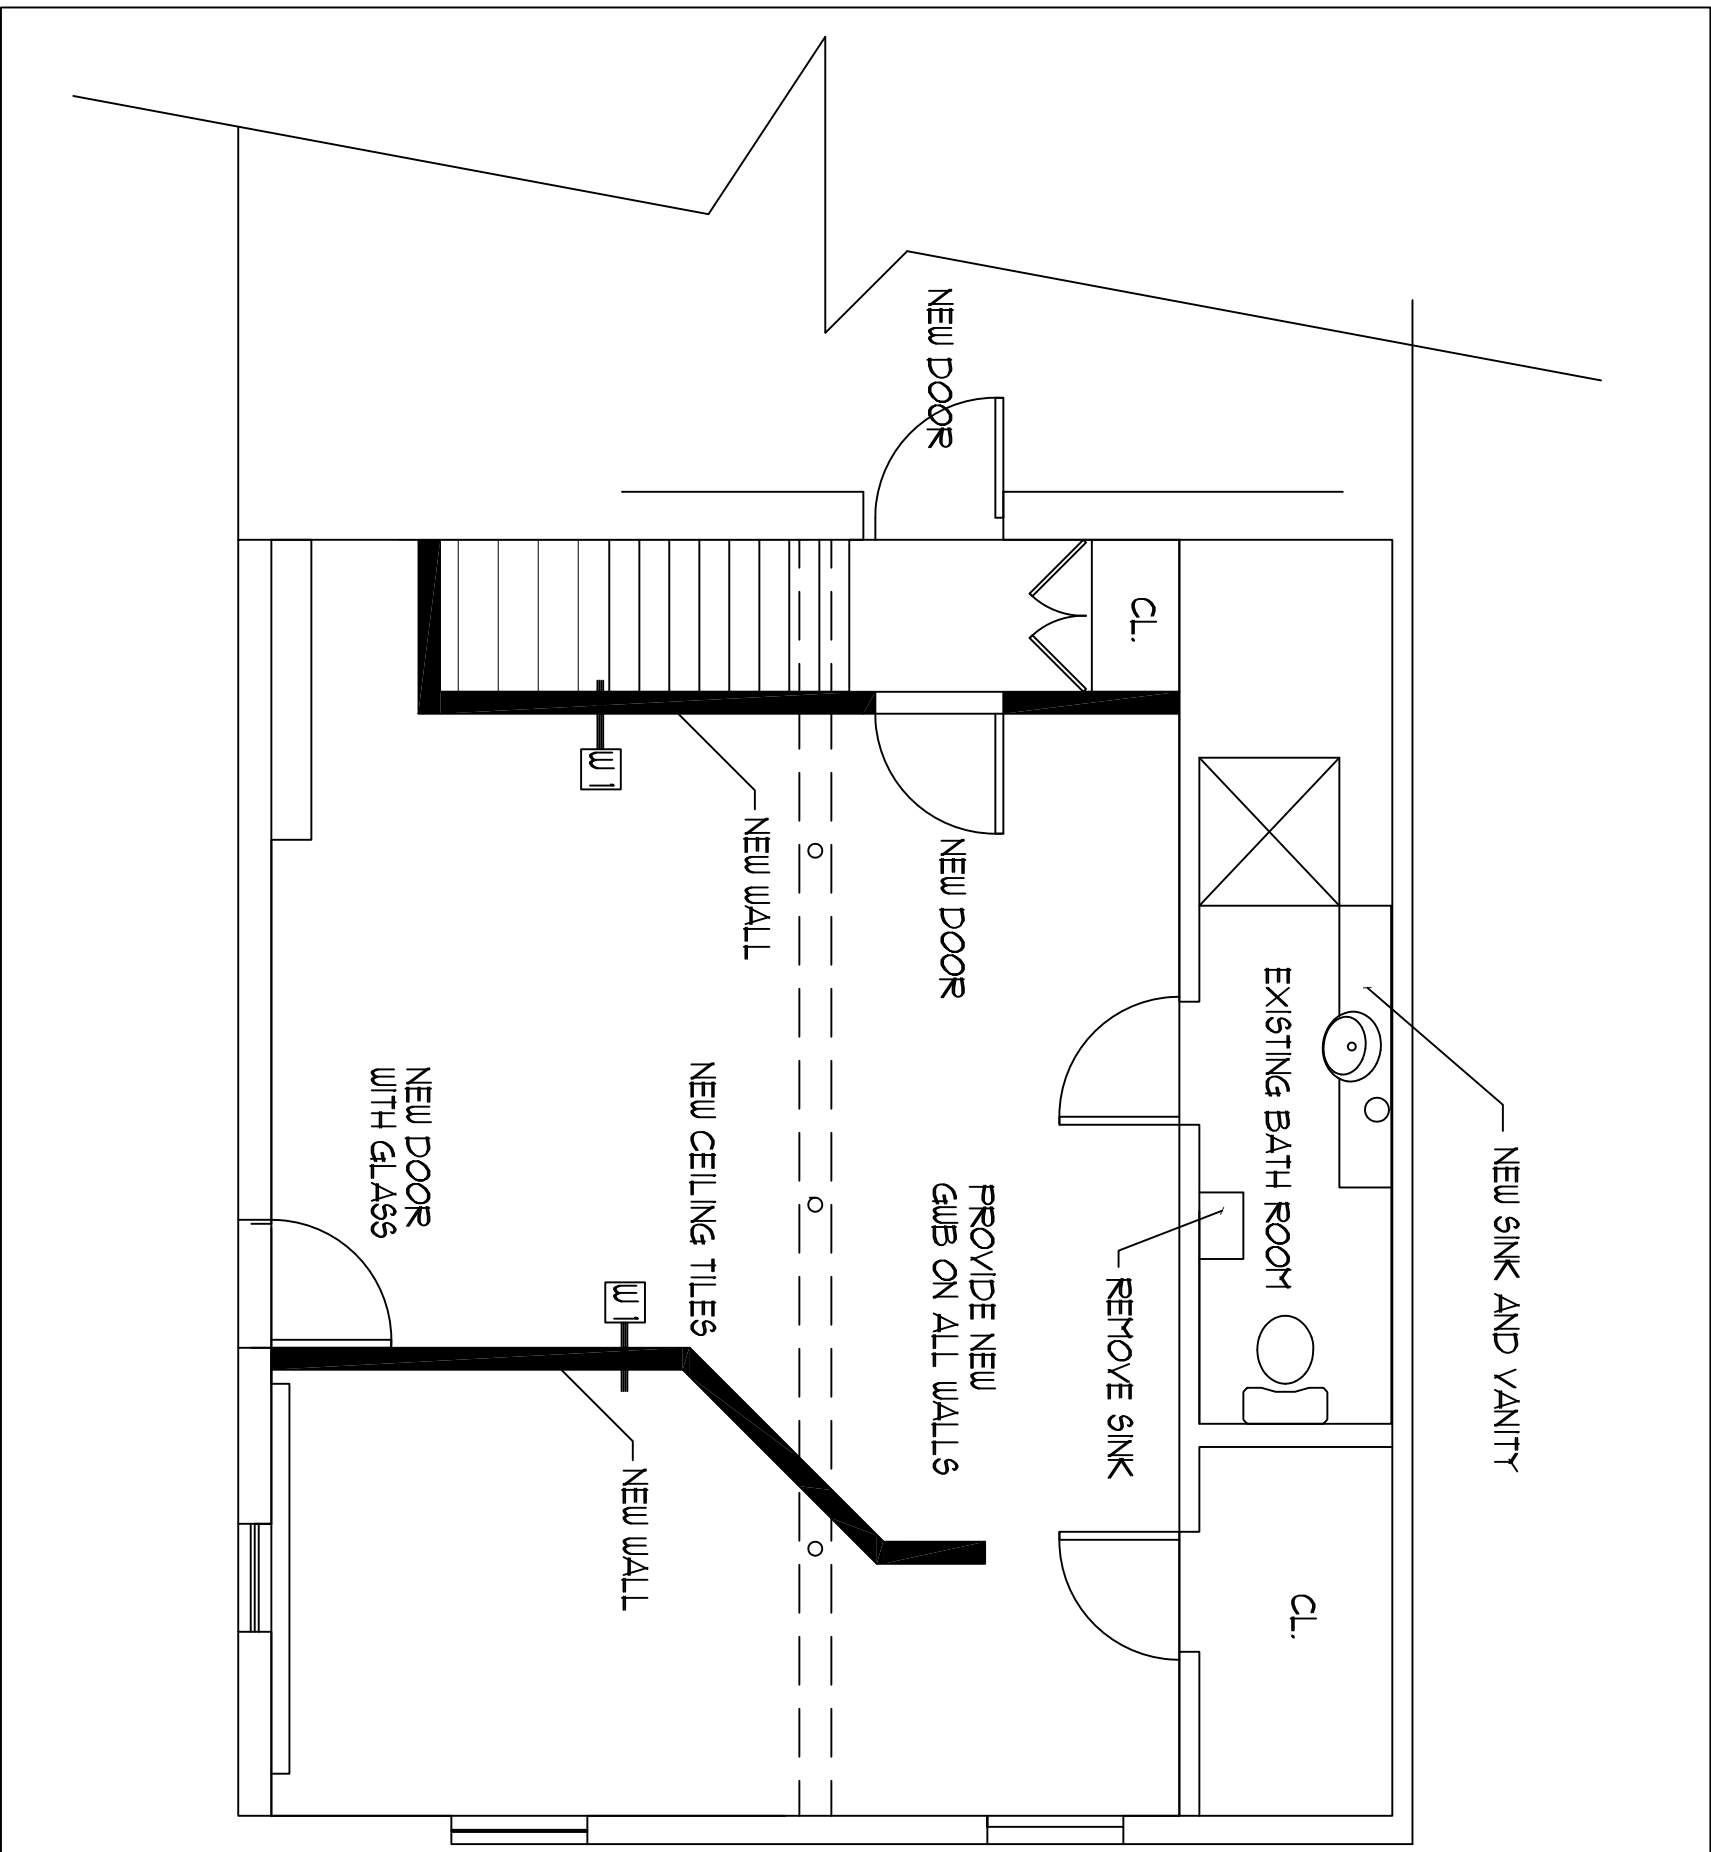 NEW SINK AND VANITY
EXISTING BATH ROOM
CL.
CL.
REMOVE SINK
NEW DOOR
NEW DOOR
PROVIDE NEW
GWB ON ALL WALLS
NEW WALL
NEW CEILING TILES
W1
W1
NEW WALL
NEW DOOR
WITH GLASS